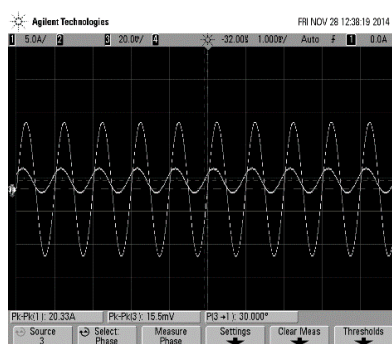 Agilent Technologies FRI NOV 28 12:38:19 2014
1 5.0A/ 2 3 20.0V/ 4 -32.00s 1.000s/ Auto 1 0.0A
Pk-Pk(1): 20.33A Pk-Pk(3): 15.5mV P(3→1): 30.000°
Source Select: Measure Settings Clear Meas Thresholds
3 Phase Phase